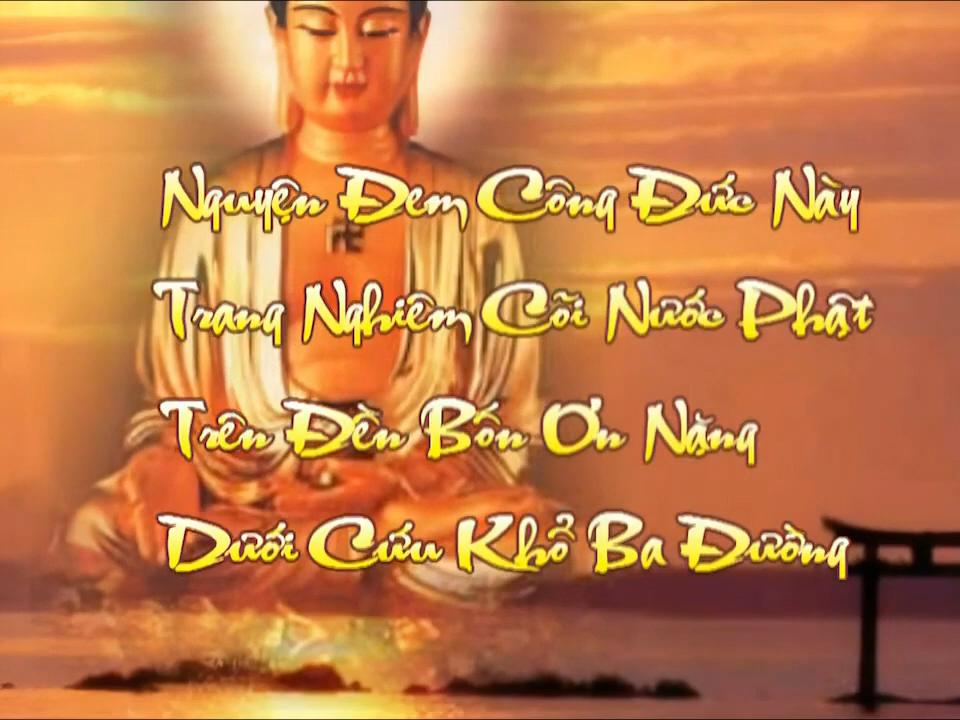 Nguyện Đem Công Đức Này
Trang Nghiêm Cõi Nước Phật
Trên Đền Bốn Ơn Nặng
Dưới Cứu Khổ Ba Đường